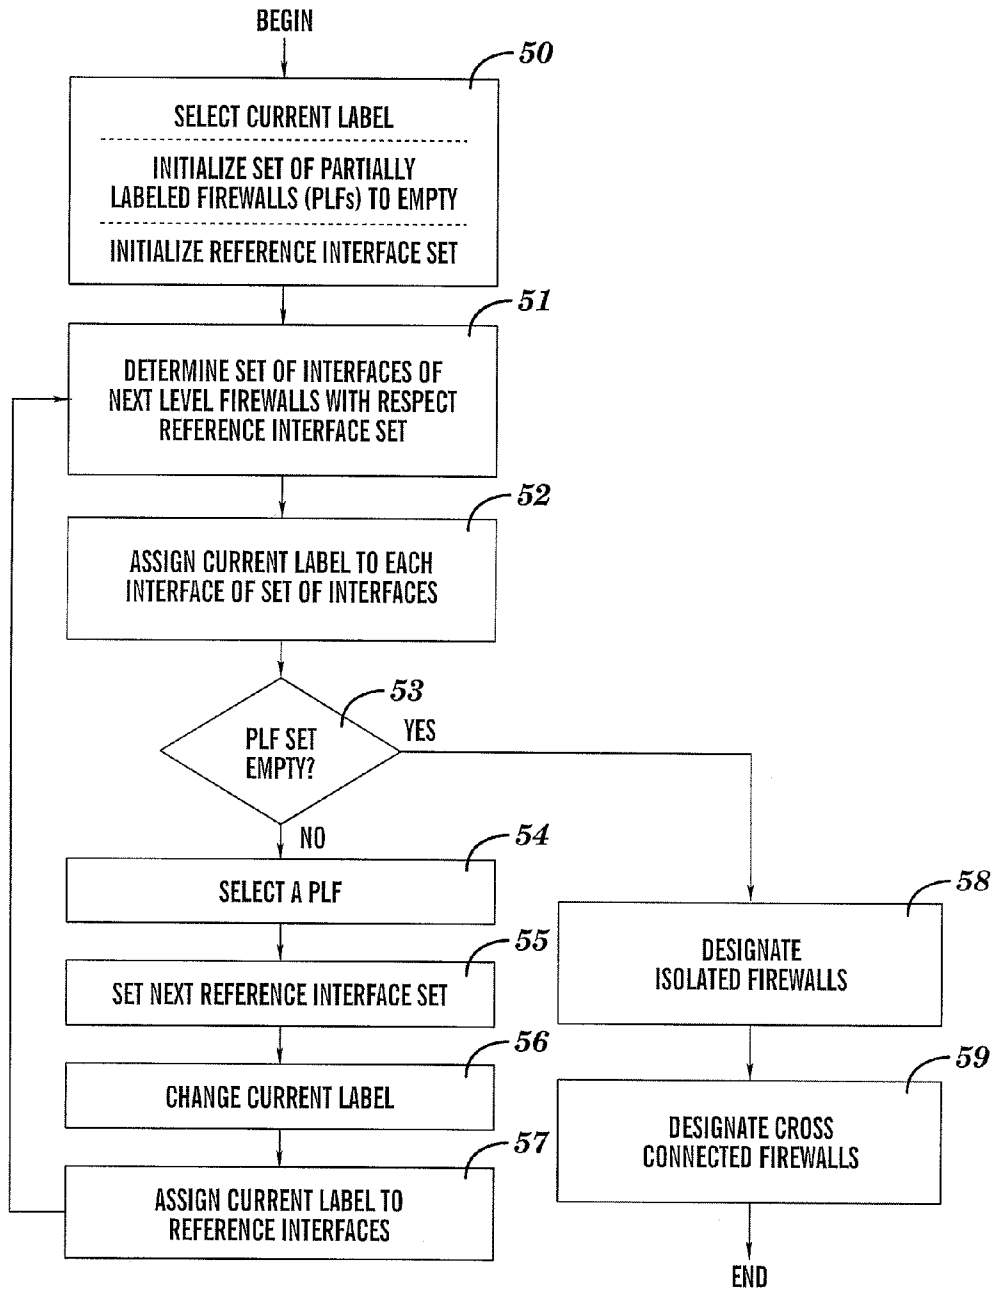 BEGIN
50
SELECT CURRENT LABEL
INITIALIZE SET OF PARTIALLY
LABELED FIREWALLS (PLFs) TO EMPTY
INITIALIZE REFERENCE INTERFACE SET
51
DETERMINE SET OF INTERFACES OF
NEXT LEVEL FIREWALLS WITH RESPECT
REFERENCE INTERFACE SET
52
ASSIGN CURRENT LABEL TO EACH
INTERFACE OF SET OF INTERFACES
53
PLF SET
EMPTY?
YES
NO
54
SELECT A PLF
55
SET NEXT REFERENCE INTERFACE SET
56
CHANGE CURRENT LABEL
57
ASSIGN CURRENT LABEL TO
REFERENCE INTERFACES
58
DESIGNATE
ISOLATED FIREWALLS
59
DESIGNATE CROSS
CONNECTED FIREWALLS
END